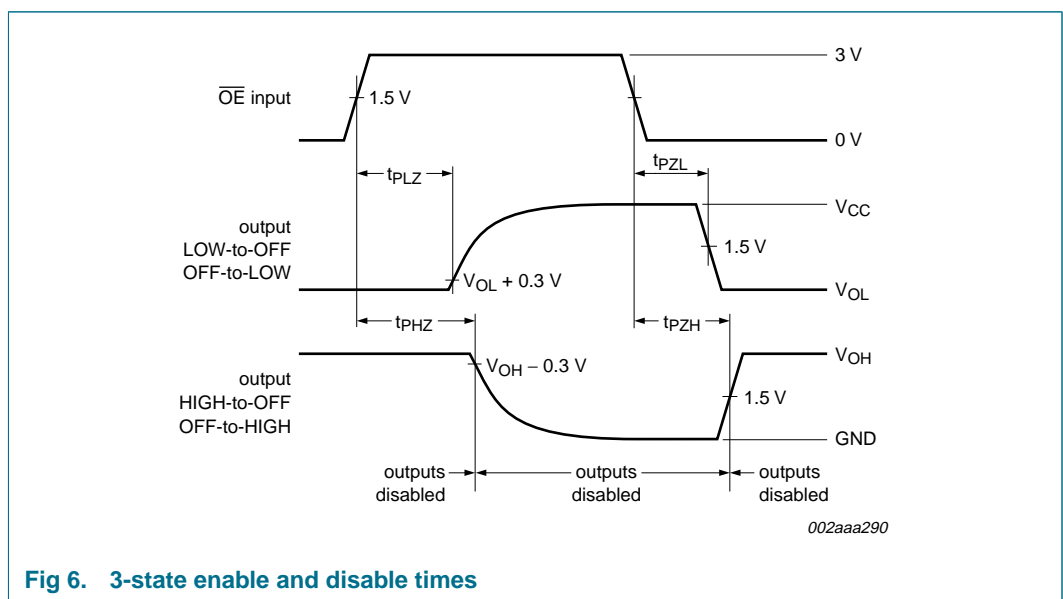 3 V
OE input
1.5 V
0 V
tPLZ
tPZL
VCC
output
LOW-to-OFF
OFF-to-LOW
1.5 V
VOL + 0.3 V
VOL
tPHZ
tPZH
VOH
VOH − 0.3 V
output
HIGH-to-OFF
OFF-to-HIGH
1.5 V
GND
outputs
disabled
outputs
disabled
outputs
disabled
002aaa290
Fig 6. 3-state enable and disable times